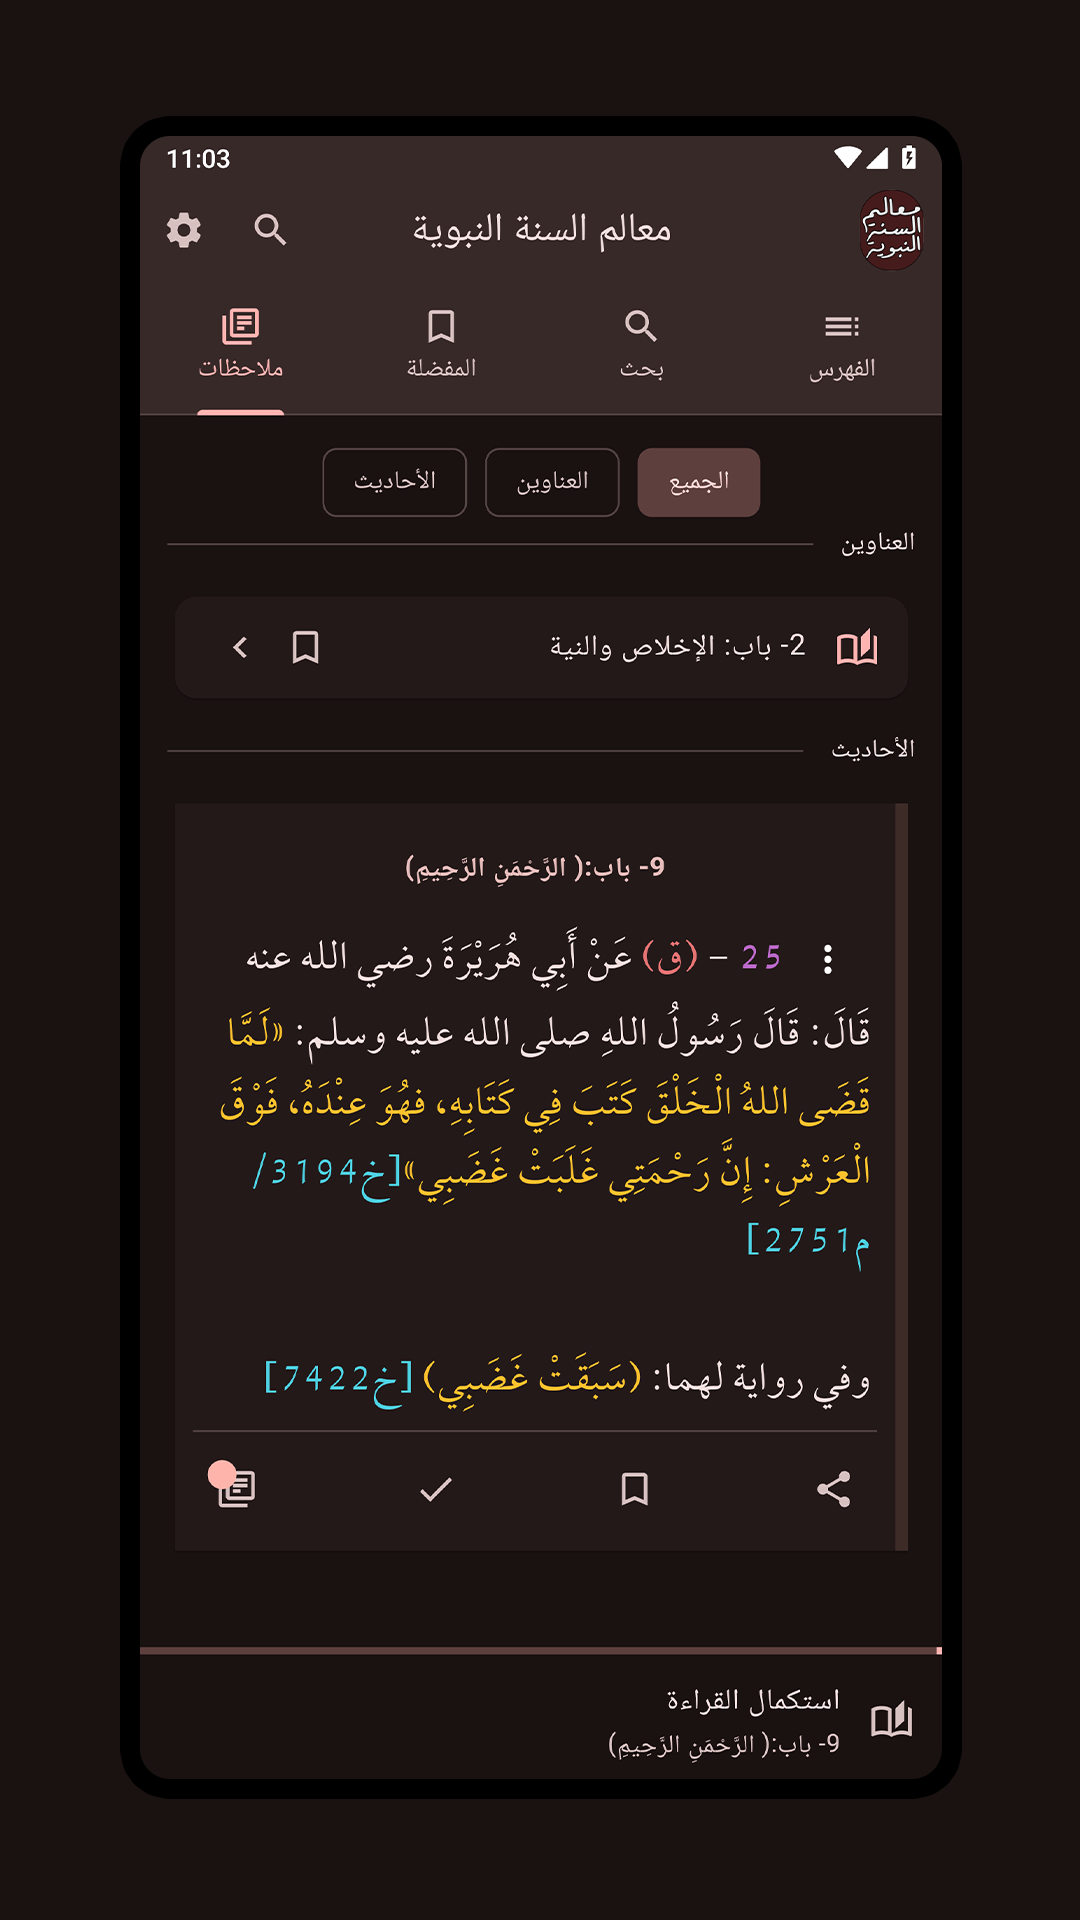 11:03
معالم السنة النبوية
معالم
السنة
النبوية
الفهرس
بحث
المفضلة
ملاحظات
الجميع
العناوين
الأحاديث
العناوين
2- باب: الإخلاص والنية
الأحاديث
9- باب:( الرَّحْمَنِ الرَّحِيمِ)
25 – (ق) عَنْ أَبِي هُرَيْرَةَ رضي الله عنه
قَالَ: قَالَ رَسُولُ اللهِ صلى الله عليه وسلم: «لَمَّا
قَضَى اللهُ الْخَلْقَ كَتَبَ فِي كَتَابِهِ، فهُوَ عِنْدَهُ، فَوْقَ
الْعَرْشِ: إِنَّ رَحْمَتِي غَلَبَتْ غَضَبِي»[خ3194/
م2751]
وفي رواية لهما: (سَبَقَتْ غَضَبِي) [خ7422]
استكمال القراءة
9- باب:( الرَّحْمَنِ الرَّحِيمِ)